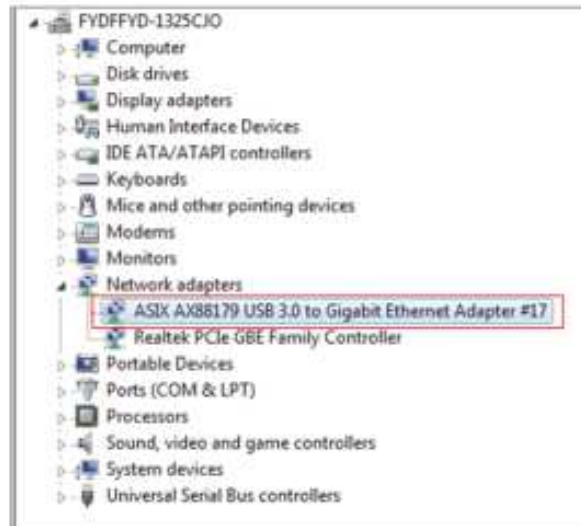 FYDFFYD-1325CJO
Computer
Disk drives
Display adapters
Human Interface Devices
IDE ATA/ATAPI controllers
Keyboards
Mice and other pointing devices
Modems
Monitors
Network adapters
ASIX AX88179 USB 3.0 to Gigabit Ethernet Adapter #17
Realtek PCIe GBE Family Controller
Portable Devices
Ports (COM & LPT)
Processors
Sound, video and game controllers
System devices
Universal Serial Bus controllers